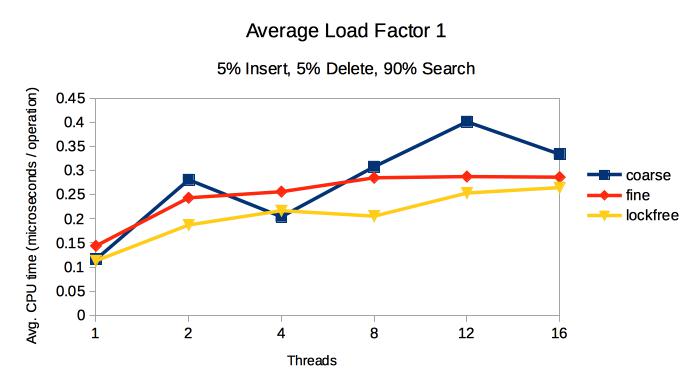 Average Load Factor 1
5% Insert, 5% Delete, 90% Search
Avg. CPU time (microseconds / operation)
0.45
0.4
0.35
0.3
0.25
0.2
0.15
0.1
0.05
0
1 2 4 8 12 16
Threads
coarse
fine
lockfree